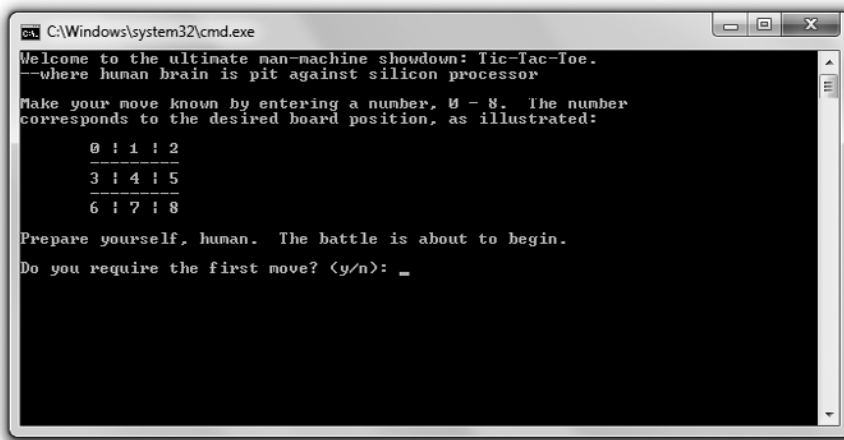 C:\Windows\system32\cmd.exe
Welcome to the ultimate man-machine showdown: Tic-Tac-Toe.
--where human brain is pit against silicon processor
Make your move known by entering a number, 0 - 8.  The number
corresponds to the desired board position, as illustrated:
0 | 1 | 2
---------
3 | 4 | 5
---------
6 | 7 | 8
Prepare yourself, human.  The battle is about to begin.
Do you require the first move? (y/n): _